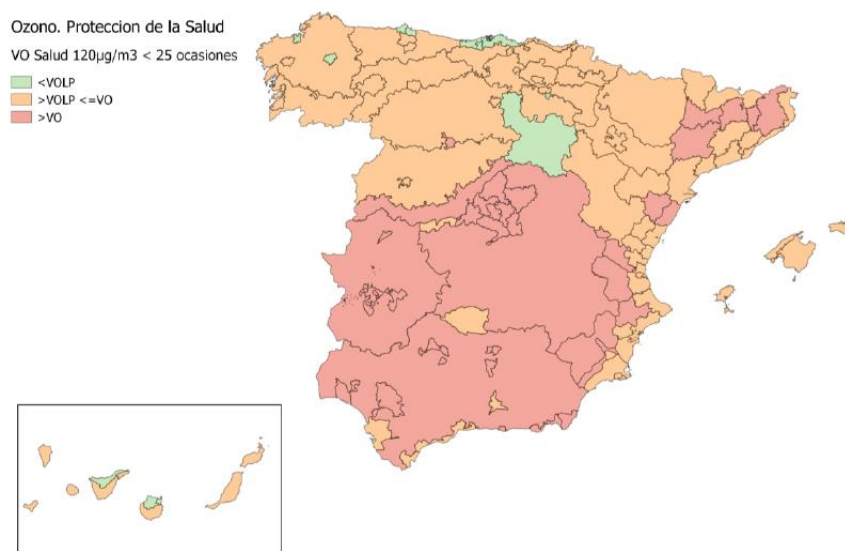 Ozono. Proteccion de la Salud
VO Salud 120µg/m3 < 25 ocasiones
<VOLP
>VOLP <=VO
>VO